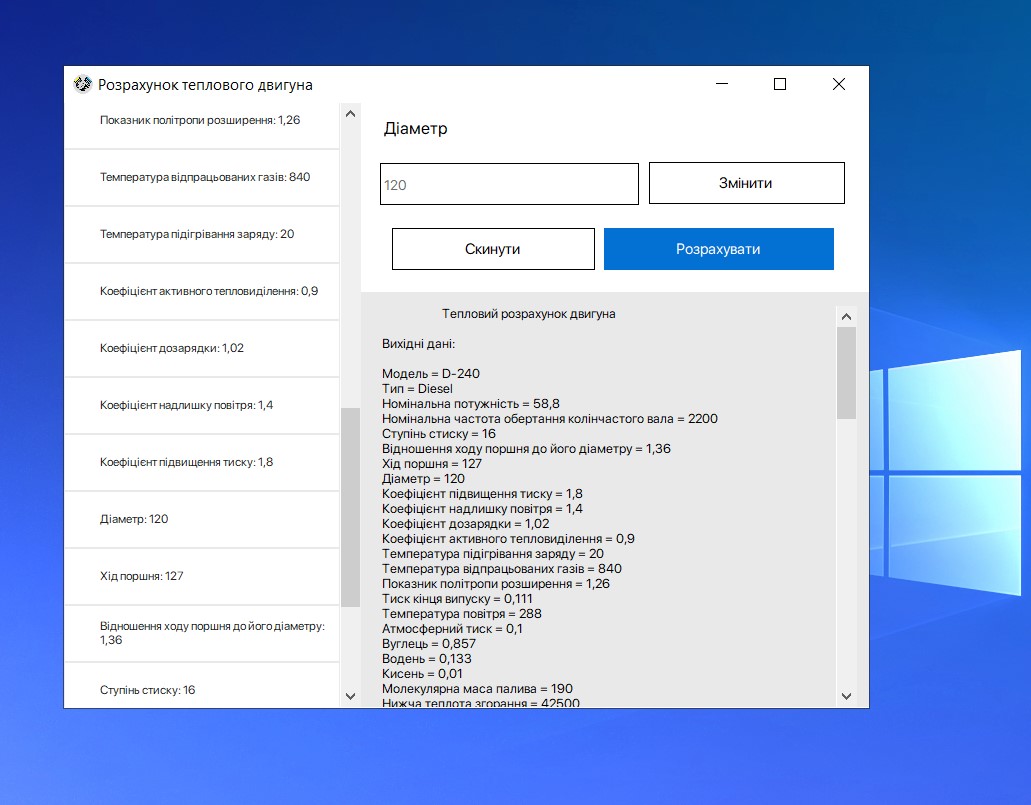 Розрахунок теплового двигуна
Показник політропи розширення: 1,26
Температура відпрацьованих газів: 840
Температура підігрівання заряду: 20
Коефіцієнт активного тепловиділення: 0,9
Коефіцієнт дозарядки: 1,02
Коефіцієнт надлишку повітря: 1,4
Коефіцієнт підвищення тиску: 1,8
Діаметр: 120
Хід поршня: 127
Відношення ходу поршня до його діаметру:
1,36
Ступінь стиску: 16
Діаметр
120
Змінити
Скинути
Розрахувати
Тепловий розрахунок двигуна
Вихідні дані:
Модель = D-240
Тип = Diesel
Номінальна потужність = 58,8
Номінальна частота обертання колінчастого вала = 2200
Ступінь стиску = 16
Відношення ходу поршня до його діаметру = 1,36
Хід поршня = 127
Діаметр = 120
Коефіцієнт підвищення тиску = 1,8
Коефіцієнт надлишку повітря = 1,4
Коефіцієнт дозарядки = 1,02
Коефіцієнт активного тепловиділення = 0,9
Температура підігрівання заряду = 20
Температура відпрацьованих газів = 840
Показник політропи розширення = 1,26
Тиск кінця випуску = 0,111
Температура повітря = 288
Атмосферний тиск = 0,1
Вуглець = 0,857
Водень = 0,133
Кисень = 0,01
Молекулярна маса палива = 190
Нижча теплота згорання = 42500